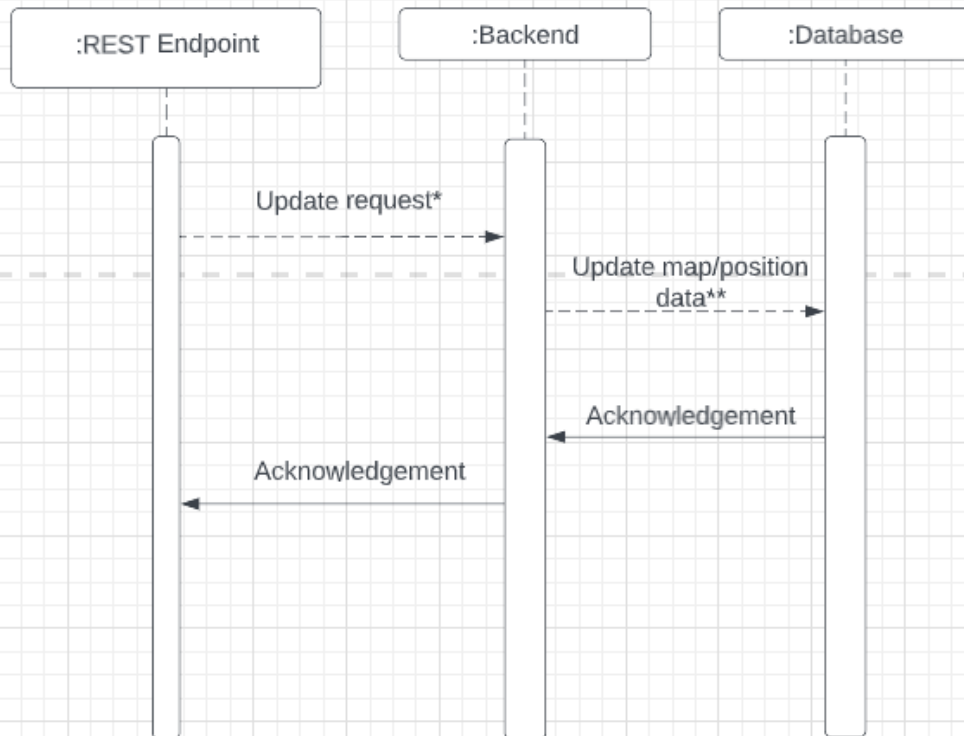 :REST Endpoint
:Backend
:Database
Update request*
Update map/position
data**
Acknowledgement
Acknowledgement